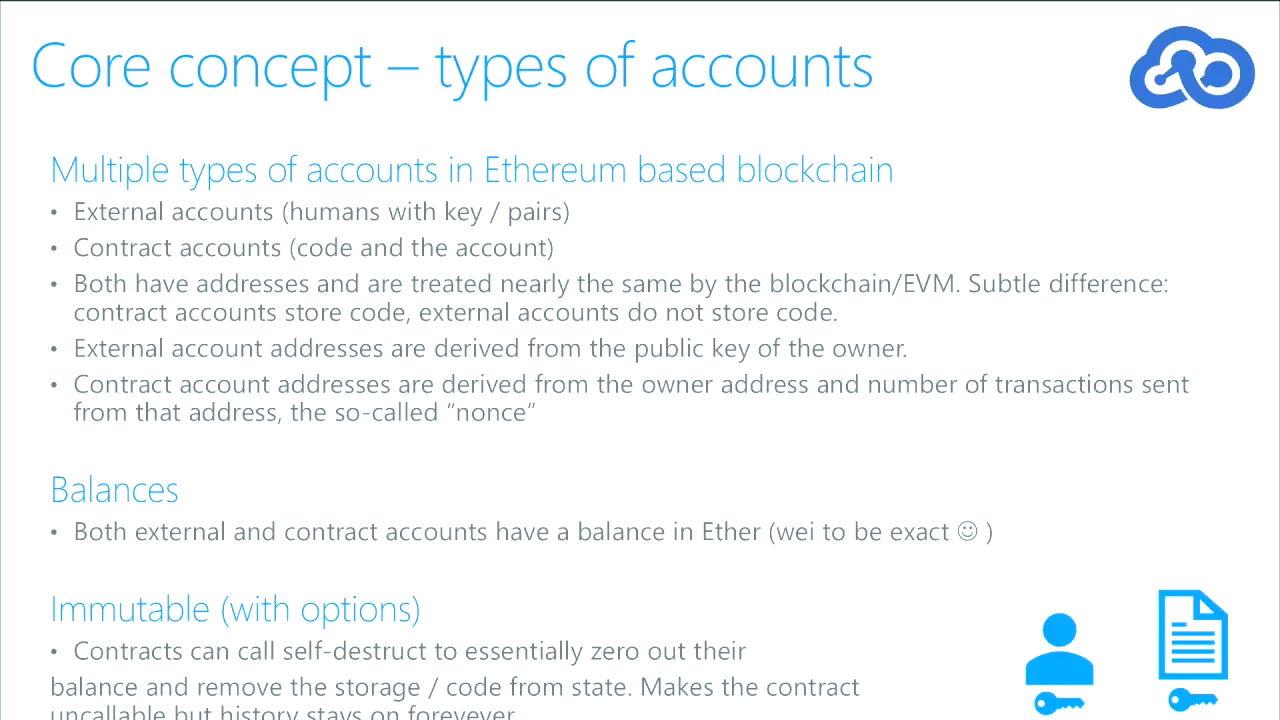 Core concept – types of accounts
Multiple types of accounts in Ethereum based blockchain
• External accounts (humans with key / pairs)
• Contract accounts (code and the account)
• Both have addresses and are treated nearly the same by the blockchain/EVM. Subtle difference:
contract accounts store code, external accounts do not store code.
• External account addresses are derived from the public key of the owner.
• Contract account addresses are derived from the owner address and number of transactions sent
from that address, the so-called “nonce”
Balances
• Both external and contract accounts have a balance in Ether (wei to be exact ☺ )
Immutable (with options)
• Contracts can call self-destruct to essentially zero out their
balance and remove the storage / code from state. Makes the contract
uncallable but history stays on forevever